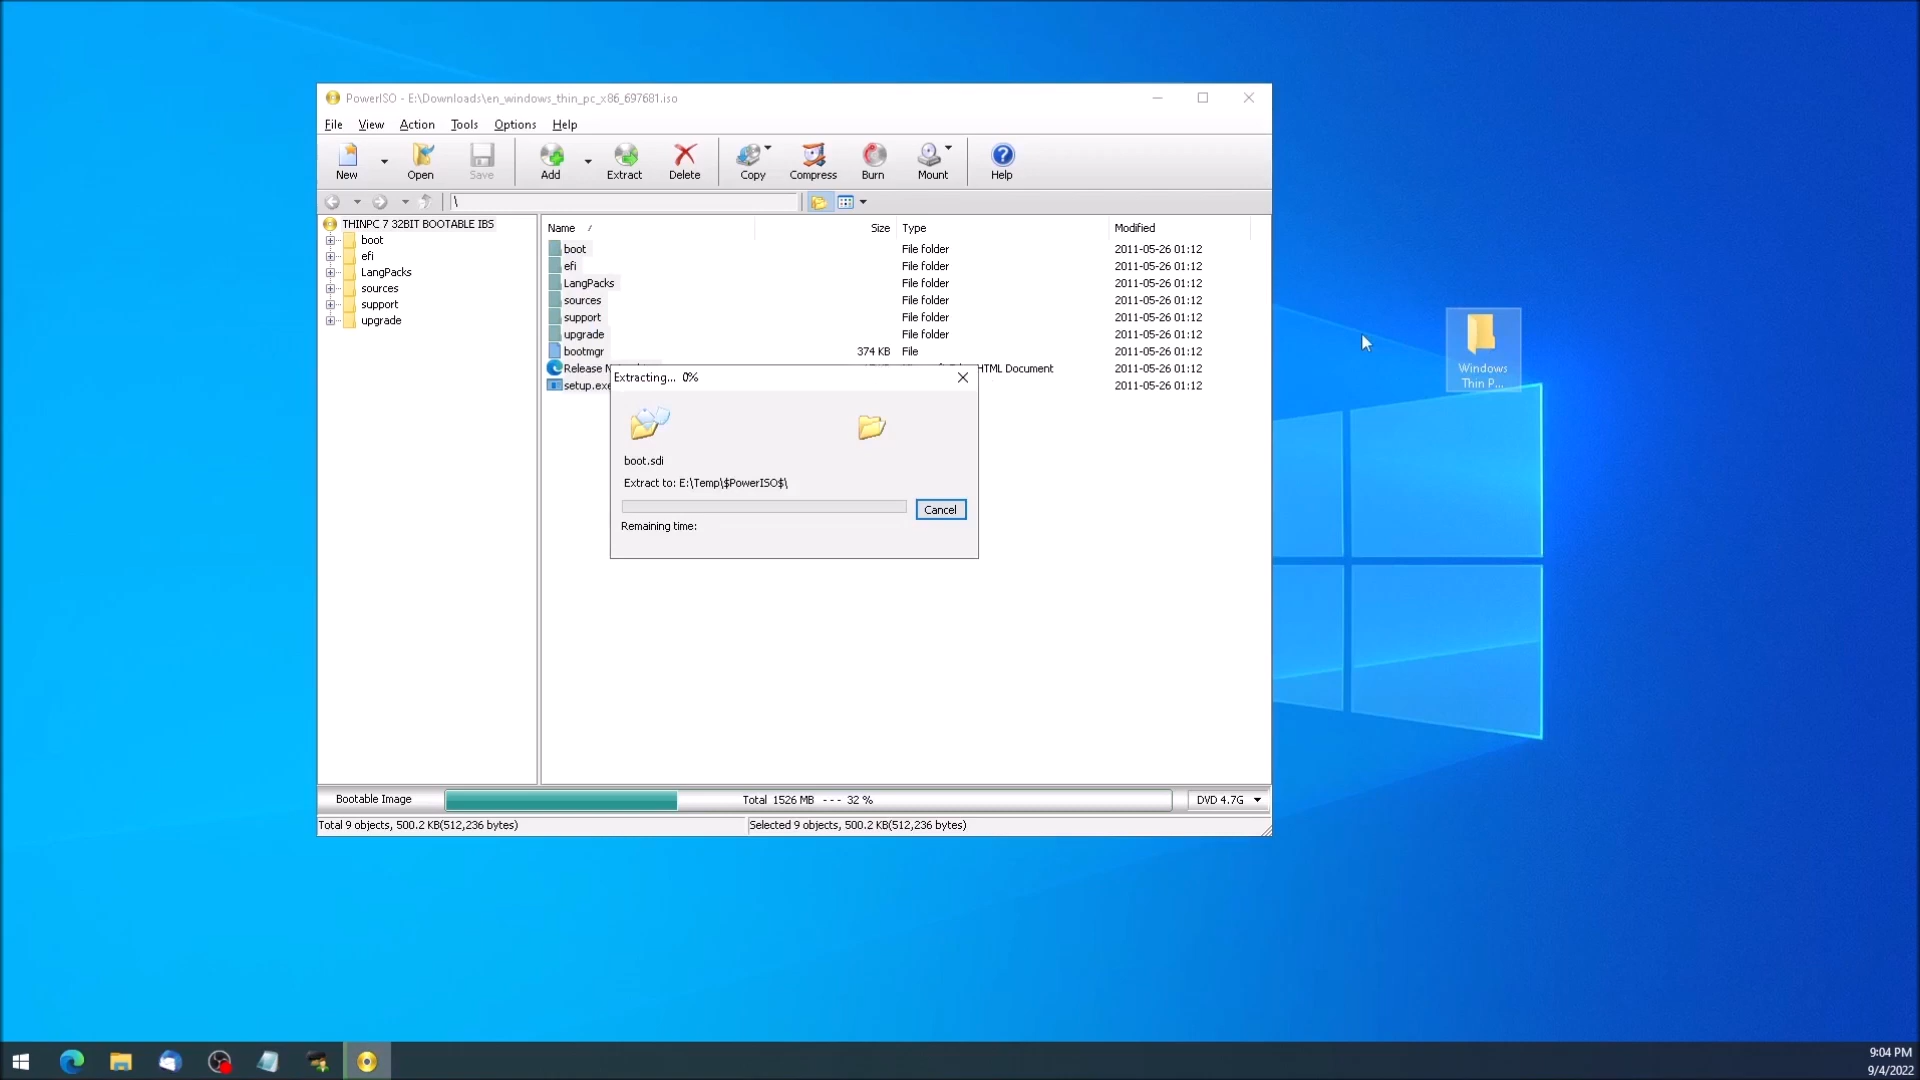 PowerISO - E:\Downloads\en_windows_thin_pc_x86_697681.iso
File View Action Tools Options Help
New Open Save Add Extract Delete Copy Compress Burn Mount Help
\
THINPC 7 32BIT BOOTABLE IBS
boot
efi
LangPacks
sources
support
upgrade
Name Size Type Modified
boot File folder 2011-05-26 01:12
efi File folder 2011-05-26 01:12
LangPacks File folder 2011-05-26 01:12
sources File folder 2011-05-26 01:12
support File folder 2011-05-26 01:12
upgrade File folder 2011-05-26 01:12
bootmgr 374 KB File 2011-05-26 01:12
Release HTML Document 2011-05-26 01:12
setup.exe 2011-05-26 01:12
Extracting... 0%
boot.sdi
Extract to: E:\Temp\$PowerISO$\
Cancel
Remaining time:
Bootable Image Total 1526 MB --- 32 % DVD 4.7G
Total 9 objects, 500.2 KB(512,236 bytes) Selected 9 objects, 500.2 KB(512,236 bytes)
Windows
Thin P...
9:04 PM
9/4/2022